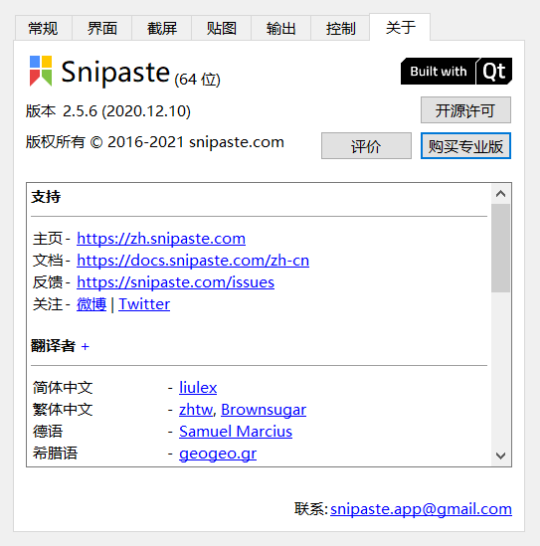 常规 界面 截屏 贴图 输出 控制 关于
Snipaste (64 位) Built with Qt
版本 2.5.6 (2020.12.10) 开源许可
版权所有 © 2016-2021 snipaste.com 评价 购买专业版
支持
主页 - https://zh.snipaste.com
文档 - https://docs.snipaste.com/zh-cn
反馈 - https://snipaste.com/issues
关注 - 微博 | Twitter
翻译者 +
简体中文 - liulex
繁体中文 - zhtw, Brownsugar
德语 - Samuel Marcius
希腊语 - geogeo.gr
联系: snipaste.app@gmail.com